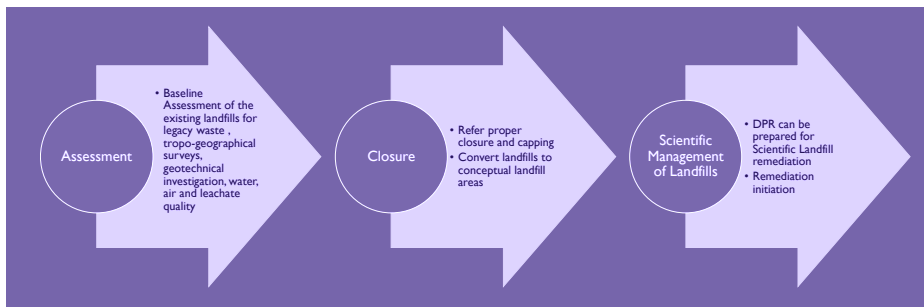 Assessment
• Baseline
Assessment of the
existing landfills for
legacy waste ,
tropo-geographical
surveys,
geotechnical
investigation, water,
air and leachate
quality
Closure
• Refer proper
closure and capping
• Convert landfills to
conceptual landfill
areas
Scientific
Management
of Landfills
• DPR can be
prepared for
Scientific Landfill
remediation
• Remediation
initiation